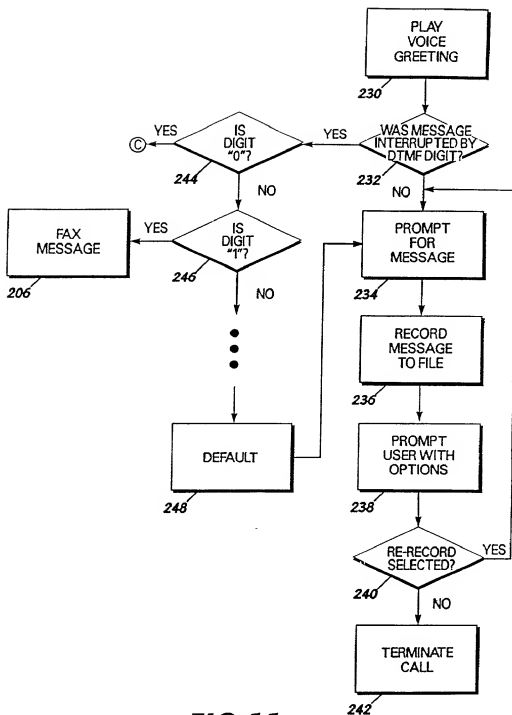 PLAY
VOICE
GREETING
230
WAS MESSAGE
INTERRUPTED BY
DTMF DIGIT?
232
YES
NO
IS
DIGIT
"0"?
244
YES
C
NO
IS
DIGIT
"1"?
246
YES
FAX
MESSAGE
206
NO
DEFAULT
248
PROMPT
FOR
MESSAGE
234
RECORD
MESSAGE
TO FILE
236
PROMPT
USER WITH
OPTIONS
238
RE-RECORD
SELECTED?
240
YES
NO
TERMINATE
CALL
242